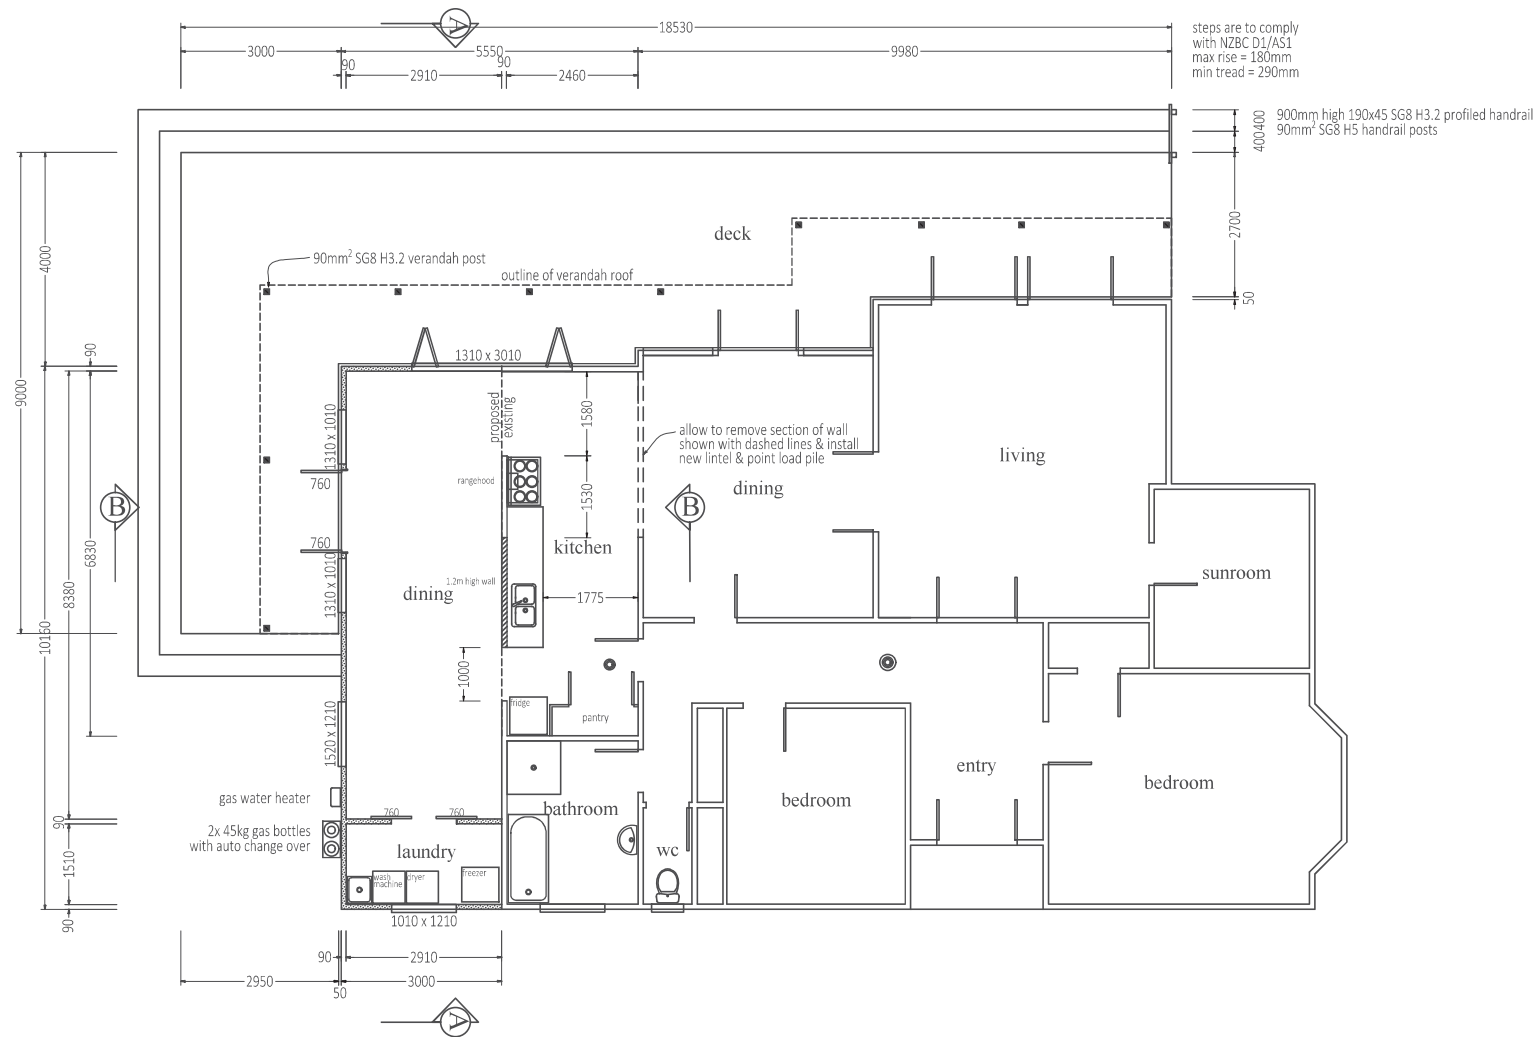 A
18530
3000
5550
9980
90
2910
90
2460
steps are to comply
with NZBC D1/AS1
max rise = 180mm
min tread = 290mm
400
400
900mm high 190x45 SG8 H3.2 profiled handrail
90mm² SG8 H5 handrail posts
2700
50
deck
90mm² SG8 H3.2 verandah post
outline of verandah roof
4000
9000
90
1310 x 3010
1310 x 1010
proposed
existing
1580
1530
allow to remove section of wall
shown with dashed lines & install
new lintel & point load pile
living
dining
rangehood
760
B
B
760
kitchen
6830
8380
10160
1310 x 1010
dining
1.2m high wall
1775
sunroom
1000
fridge
pantry
1520 x 1210
entry
bedroom
bedroom
gas water heater
2x 45kg gas bottles
with auto change over
760
760
bathroom
90
1510
90
laundry
wc
wash
machine
dryer
freezer
1010 x 1210
90
2910
2950
3000
50
A